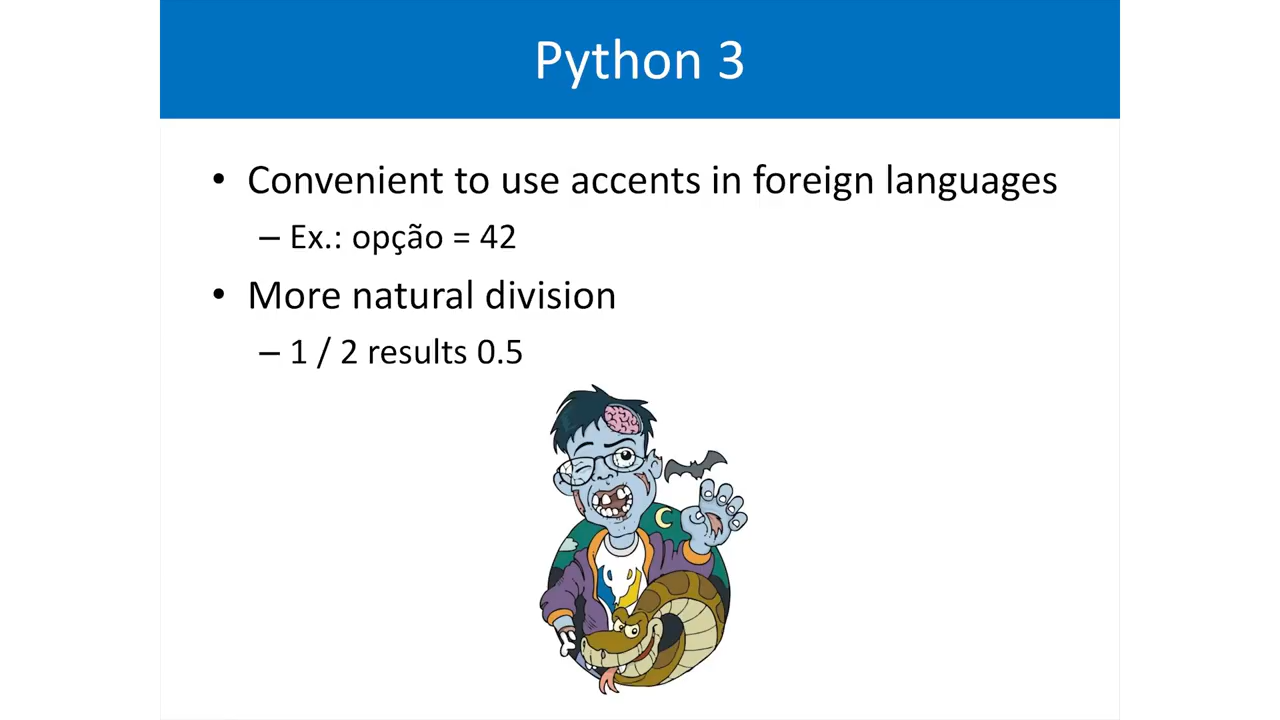 Python 3
• Convenient to use accents in foreign languages
– Ex.: opção = 42
• More natural division
– 1 / 2 results 0.5